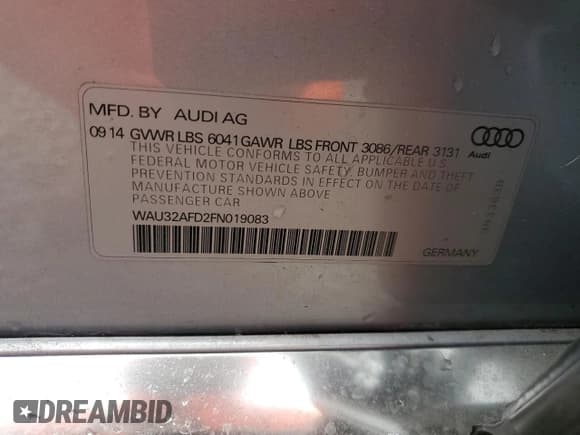 MFD. BY AUDI AG
09 14 GVWR LBS 6041 GAWR LBS FRONT 3086/REAR 3131
THIS VEHICLE CONFORMS TO ALL APPLICABLE U.S.
FEDERAL MOTOR VEHICLE SAFETY, BUMPER AND THEFT
PREVENTION STANDARDS IN EFFECT ON THE DATE OF
MANUFACTURE SHOWN ABOVE
PASSENGER CAR
WAU32AFD2FN019083
Audi
GERMANY
DREAMBID